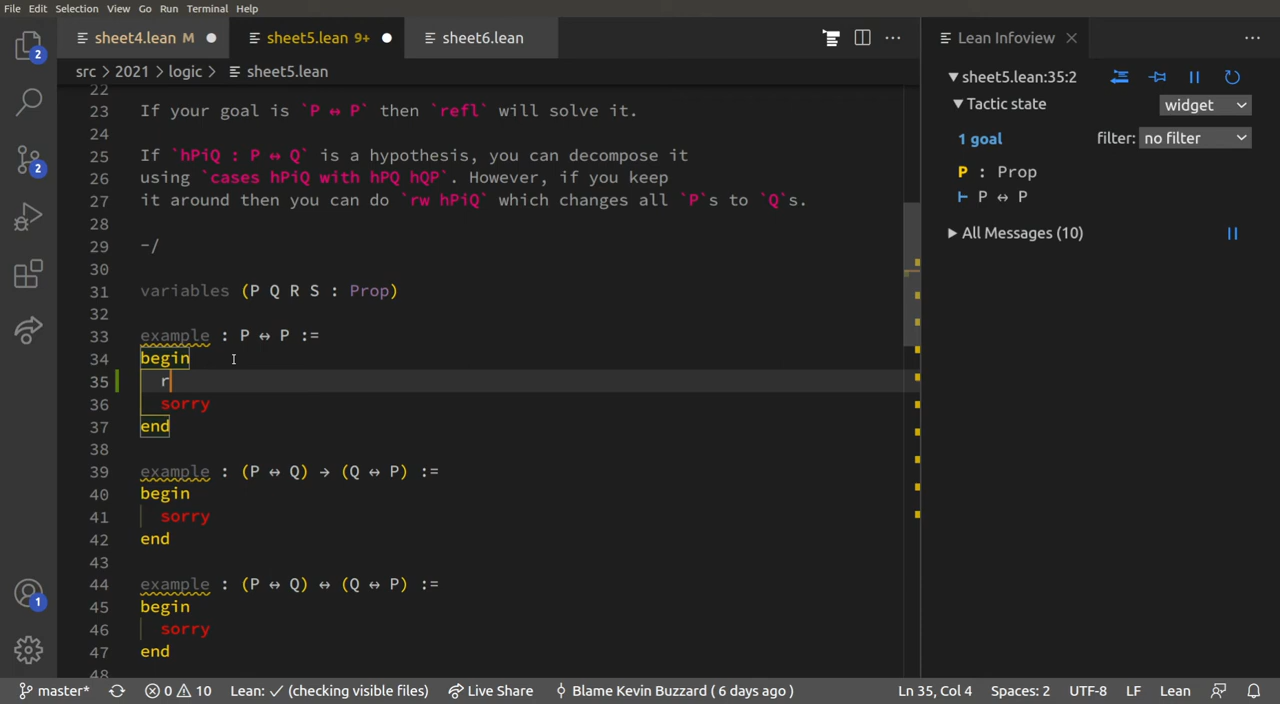 File Edit Selection View Go Run Terminal Help
sheet4.lean M
sheet5.lean 9+
sheet6.lean
Lean Infoview
src > 2021 > logic > sheet5.lean
22
23 If your goal is `P ↔ P` then `refl` will solve it.
24
25 If `hPiQ : P ↔ Q` is a hypothesis, you can decompose it
26 using `cases hPiQ with hPQ hQP`. However, if you keep
27 it around then you can do `rw hPiQ` which changes all `P`s to `Q`s.
28
29 -/
30
31 variables (P Q R S : Prop)
32
33 example : P ↔ P :=
34 begin
35 r
36 sorry
37 end
38
39 example : (P ↔ Q) → (Q ↔ P) :=
40 begin
41 sorry
42 end
43
44 example : (P ↔ Q) ↔ (Q ↔ P) :=
45 begin
46 sorry
47 end
48
sheet5.lean:35:2
Tactic state
widget
1 goal
filter: no filter
P : Prop
⊢ P ↔ P
All Messages (10)
2
2
1
master* 0 10 Lean: ✓ (checking visible files) Live Share Blame Kevin Buzzard ( 6 days ago ) Ln 35, Col 4 Spaces: 2 UTF-8 LF Lean